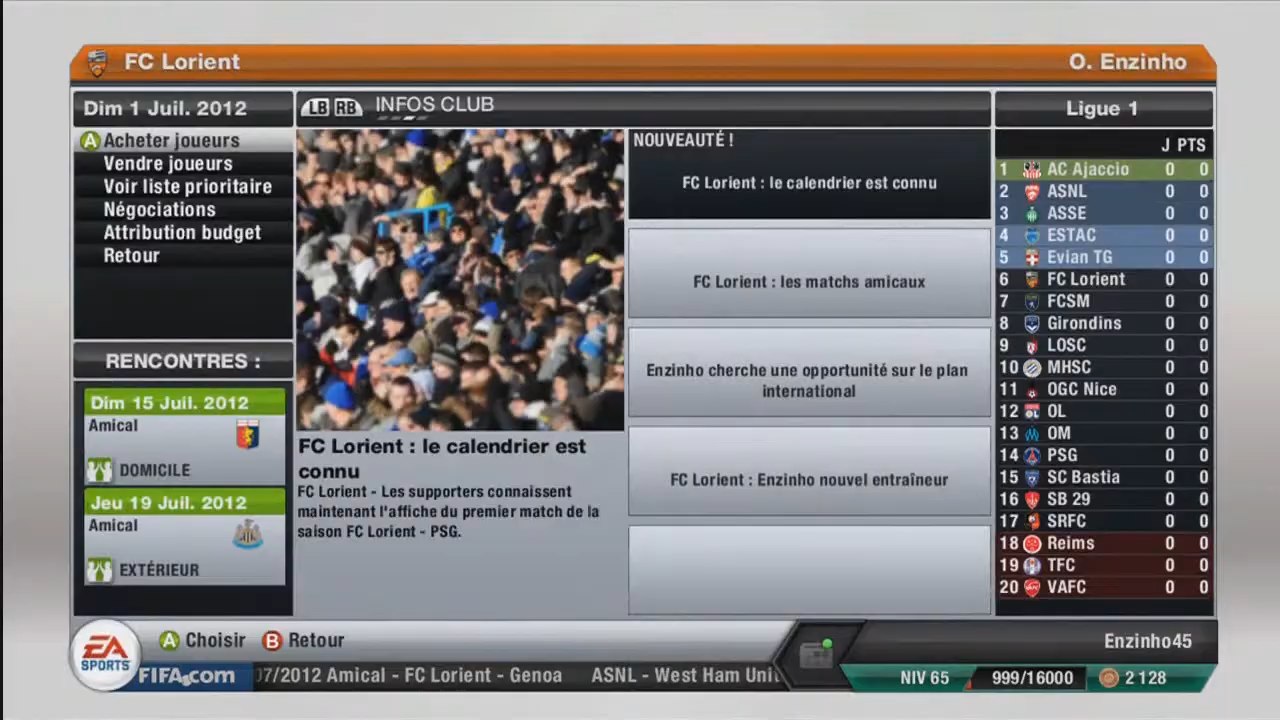 FC Lorient
O. Enzinho
Dim 1 Juil. 2012
Acheter joueurs
Vendre joueurs
Voir liste prioritaire
Négociations
Attribution budget
Retour
RENCONTRES :
Dim 15 Juil. 2012
Amical
DOMICILE
Jeu 19 Juil. 2012
Amical
EXTÉRIEUR
LB RB INFOS CLUB
FC Lorient : le calendrier est
connu
FC Lorient - Les supporters connaissent
maintenant l'affiche du premier match de la
saison FC Lorient - PSG.
NOUVEAUTÉ !
FC Lorient : le calendrier est connu
FC Lorient : les matchs amicaux
Enzinho cherche une opportunité sur le plan
international
FC Lorient : Enzinho nouvel entraîneur
Ligue 1
J PTS
1 AC Ajaccio 0 0
2 ASNL 0 0
3 ASSE 0 0
4 ESTAC 0 0
5 Evian TG 0 0
6 FC Lorient 0 0
7 FCSM 0 0
8 Girondins 0 0
9 LOSC 0 0
10 MHSC 0 0
11 OGC Nice 0 0
12 OL 0 0
13 OM 0 0
14 PSG 0 0
15 SC Bastia 0 0
16 SB 29 0 0
17 SRFC 0 0
18 Reims 0 0
19 TFC 0 0
20 VAFC 0 0
A Choisir B Retour
Enzinho45
EA
SPORTS
FIFA.com
07/2012 Amical - FC Lorient - Genoa ASNL - West Ham Unit
NIV 65 999/16000 2 128